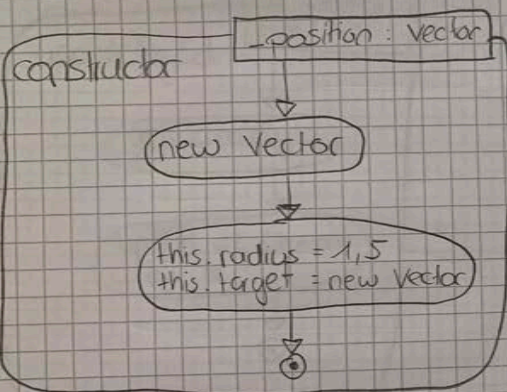 _position : Vector
constructor
new Vector
this.radius = 1,5
this.target = new Vector